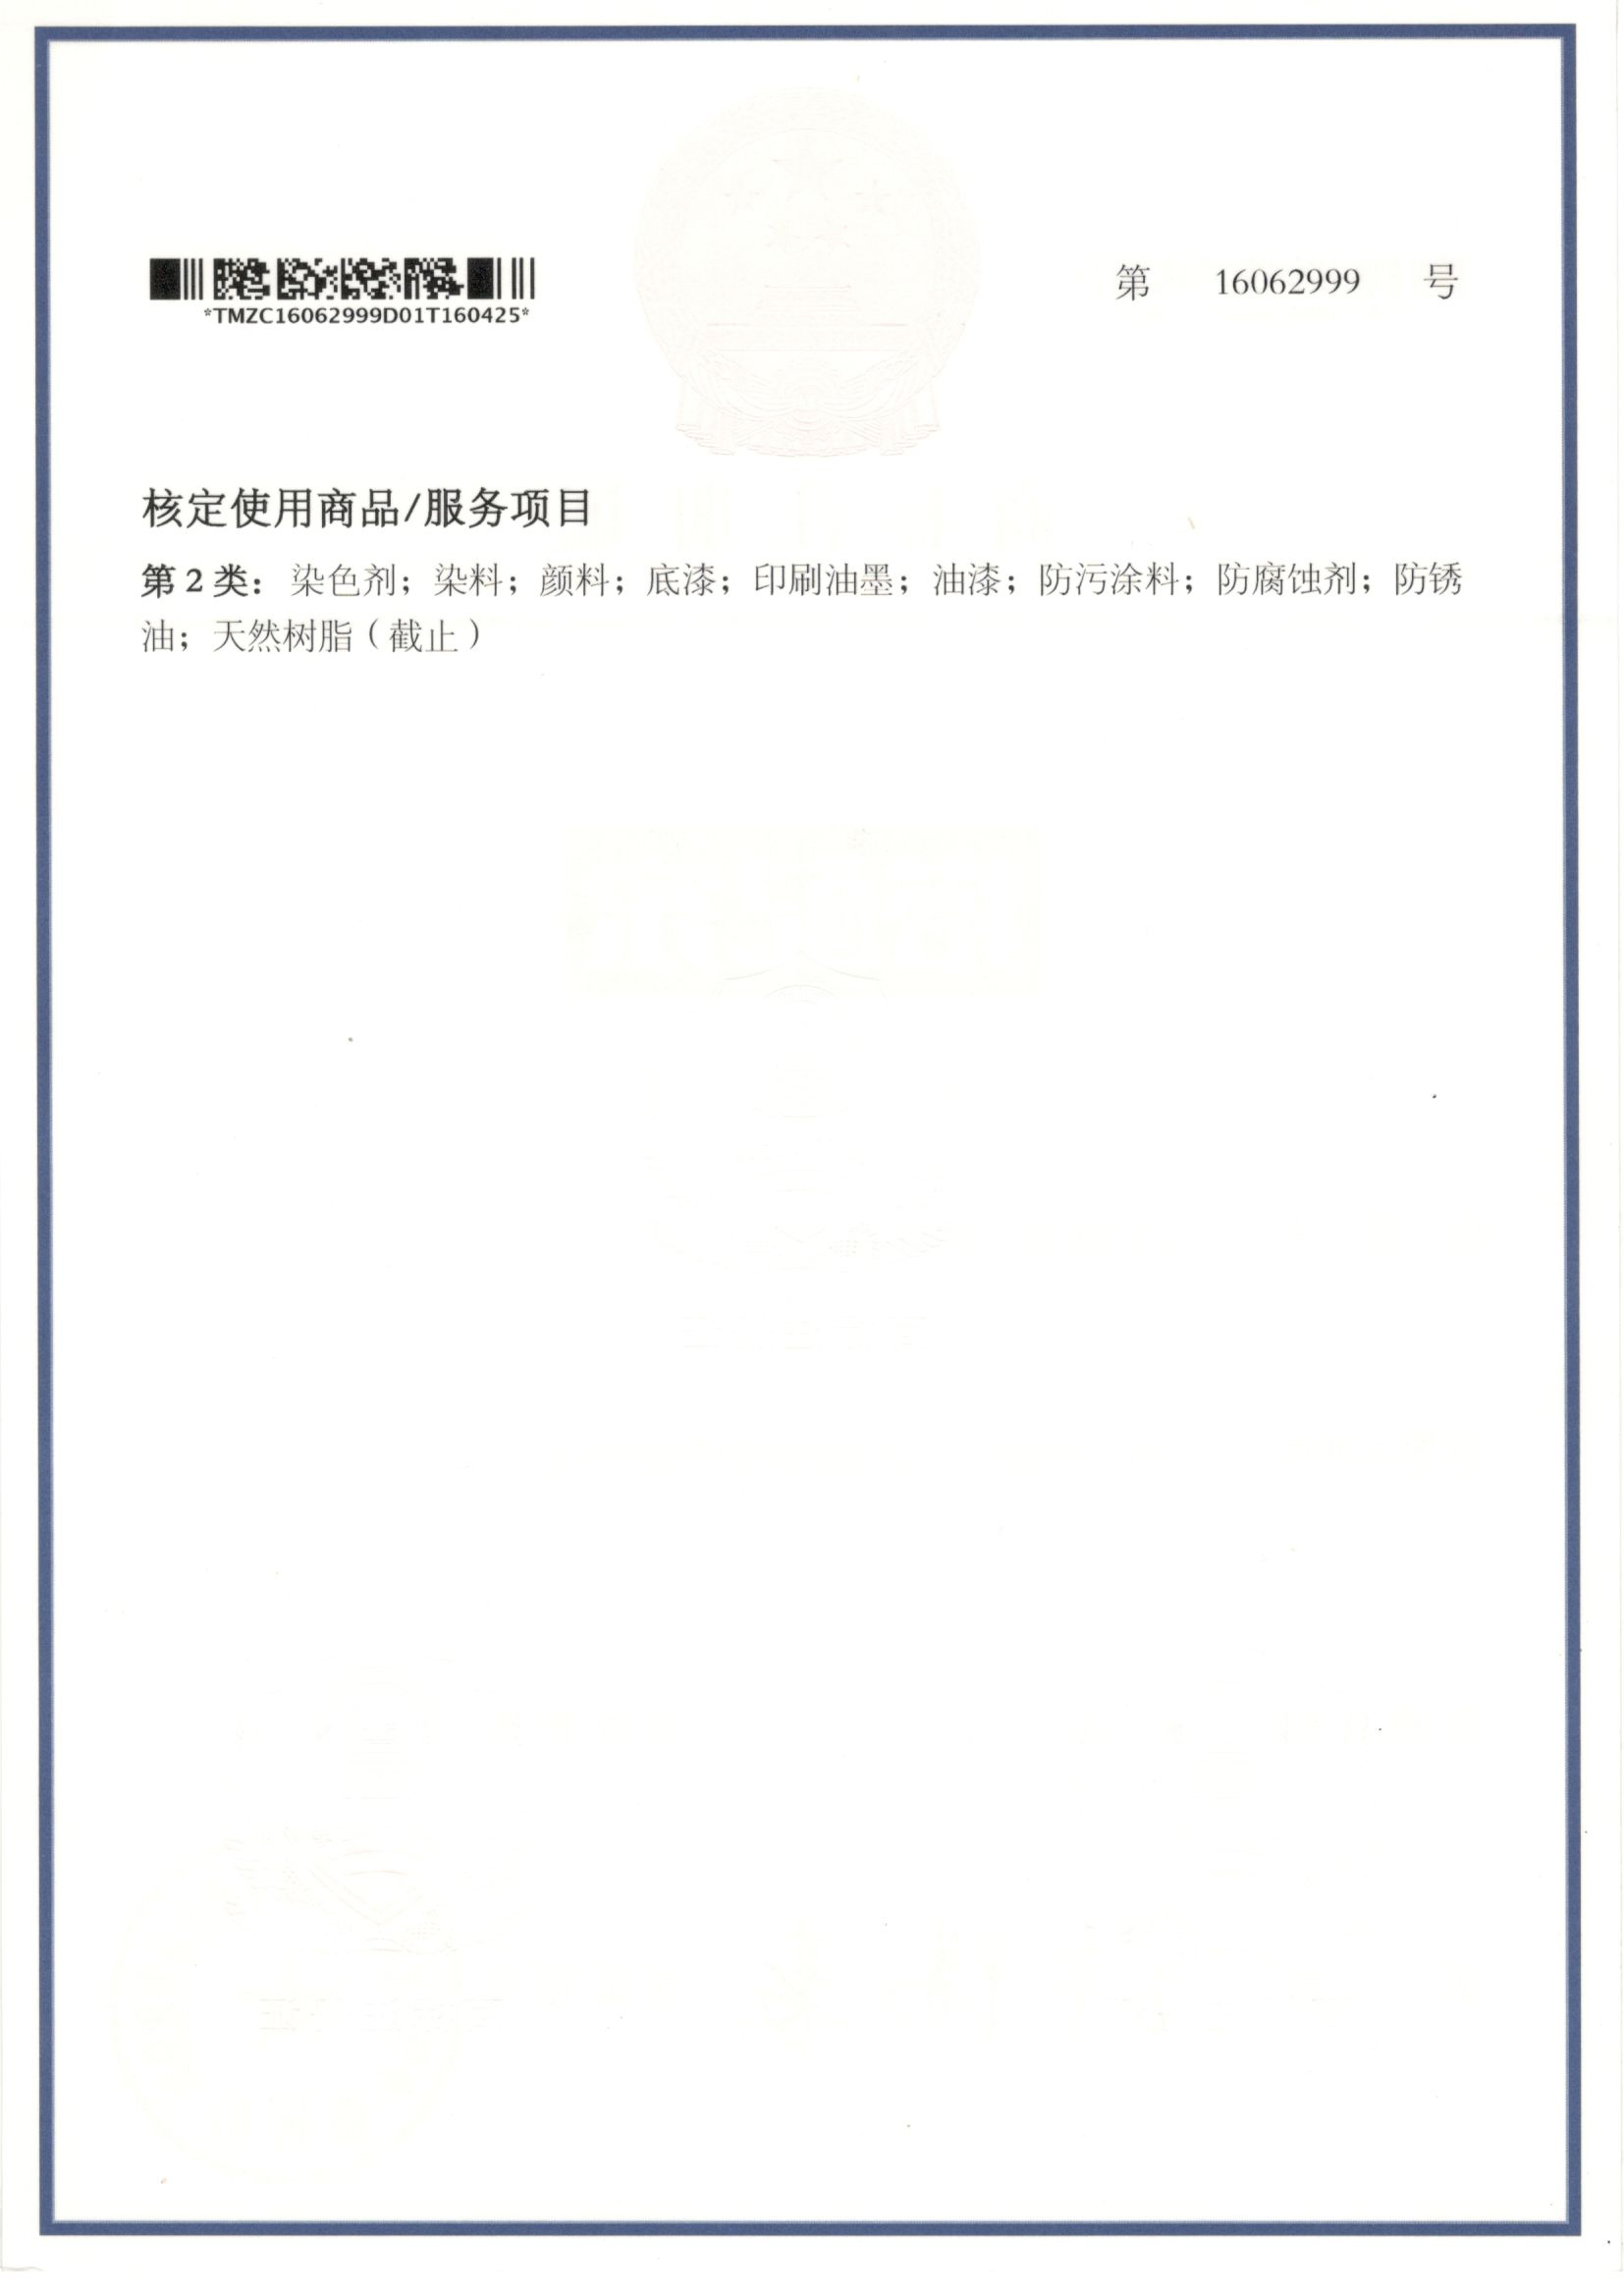 *TMZC16062999D01T160425*
第 16062999 号
核定使用商品/服务项目
第 2 类：染色剂；染料；颜料；底漆；印刷油墨；油漆；防污涂料；防腐蚀剂；防锈
油；天然树脂（截止）